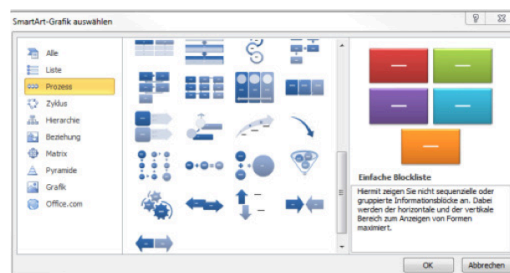 SmartArt-Grafik auswählen
Alle
Liste
Prozess
Zyklus
Hierarchie
Beziehung
Matrix
Pyramide
Grafik
Office.com
Einfache Blockliste
Hiermit zeigen Sie nicht sequenzielle oder
gruppierte Informationsblöcke an. Dabei
werden der horizontale und der vertikale
Bereich zum Anzeigen von Formen
maximiert.
OK
Abbrechen